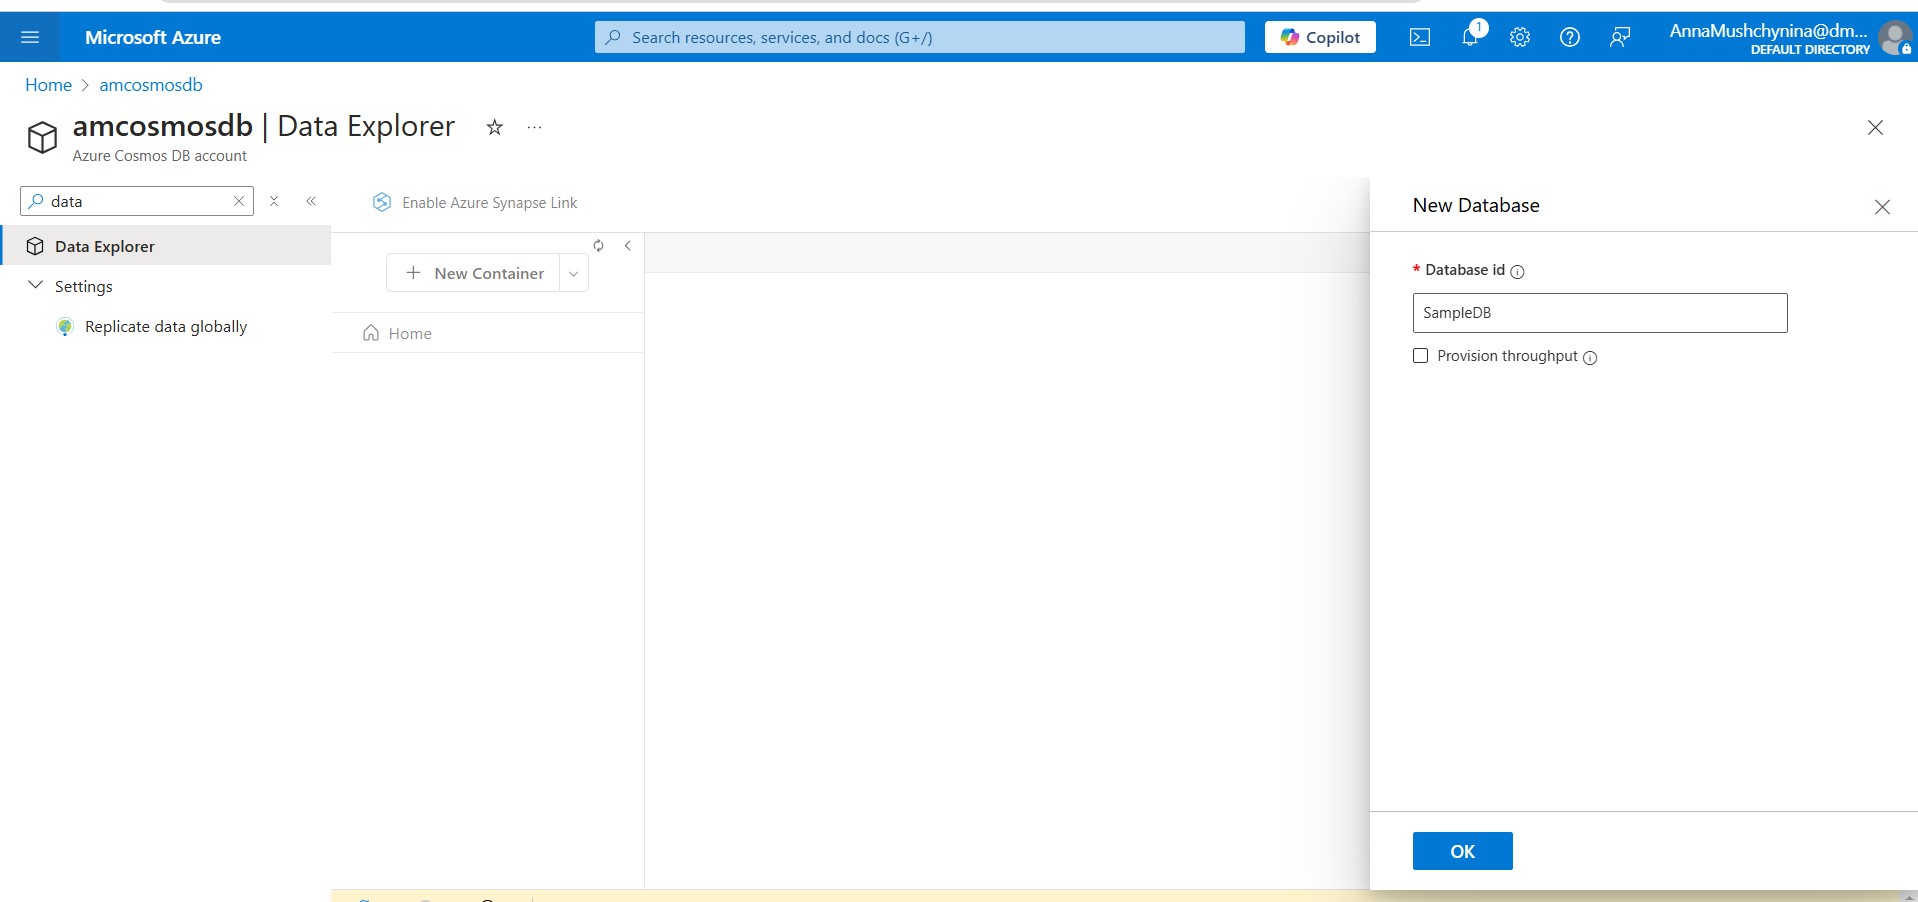 Microsoft Azure
Search resources, services, and docs (G+/)
Copilot
1
AnnaMushchynina@dm...
DEFAULT DIRECTORY
Home > amcosmosdb
amcosmosdb | Data Explorer
Azure Cosmos DB account
data
Data Explorer
Settings
Replicate data globally
Enable Azure Synapse Link
New Container
Home
New Database
* Database id
SampleDB
Provision throughput
OK